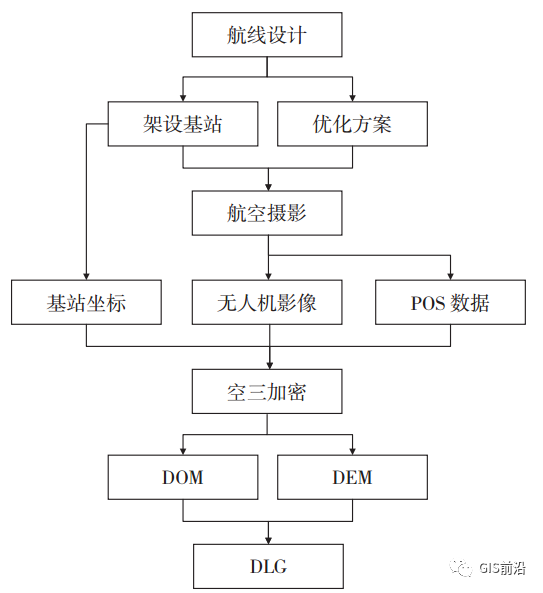 航线设计
架设基站
优化方案
航空摄影
基站坐标
无人机影像
POS 数据
空三加密
DOM
DEM
DLG
GIS前沿